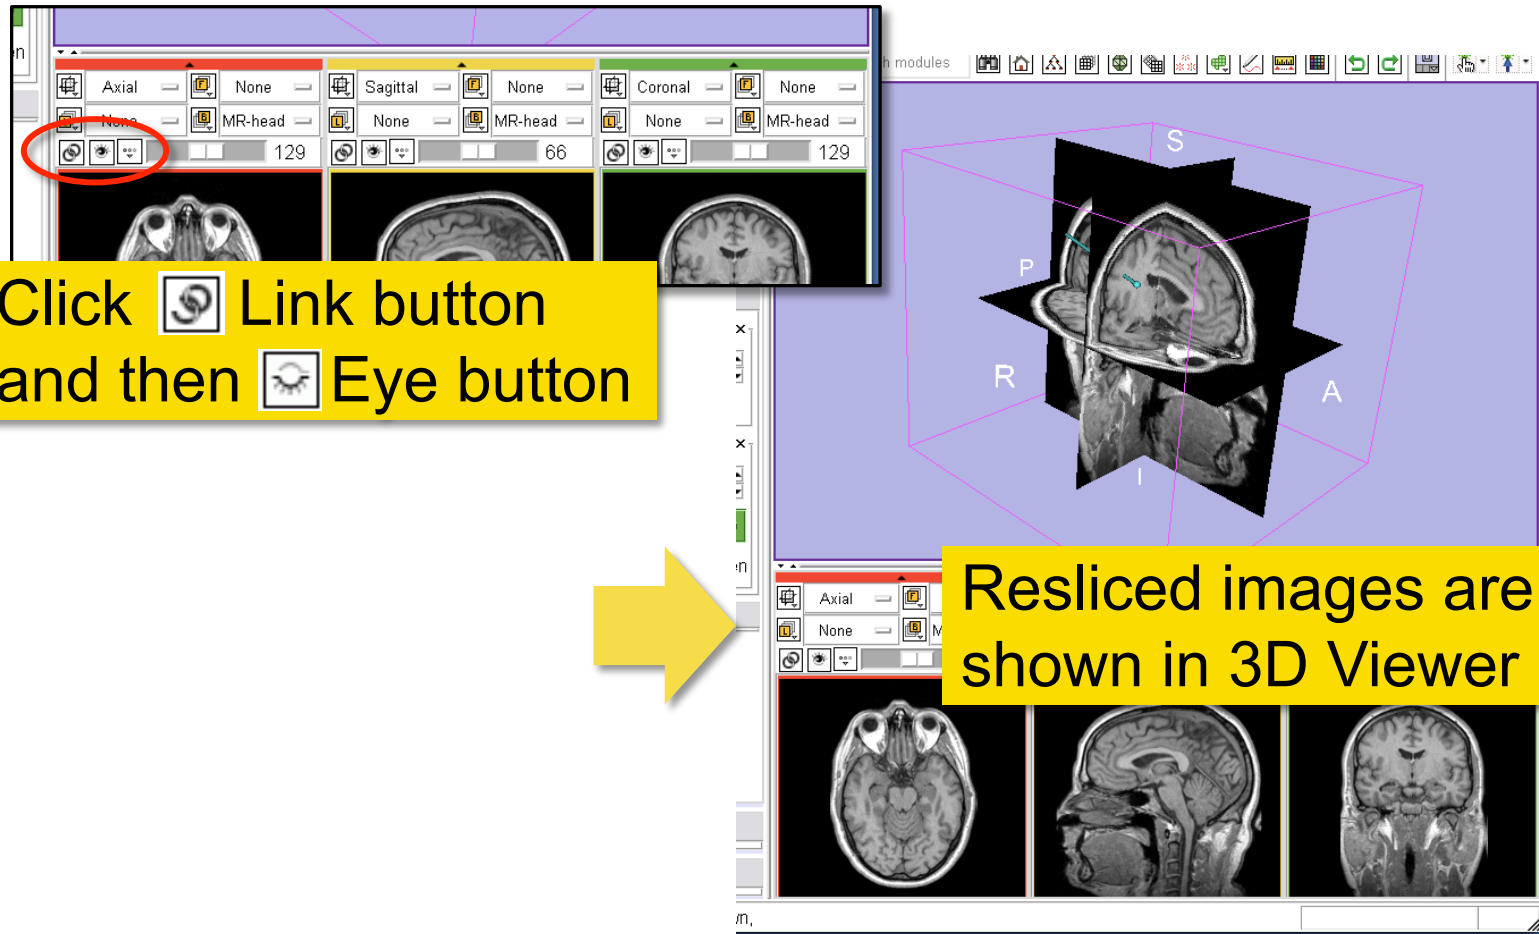 n
Axial None Sagittal None Coronal None
None MR-head None MR-head None MR-head
129 66 129
Click Link button
and then Eye button
modules
S
P
R
A
I
n
Axial
None M
Resliced images are
shown in 3D Viewer
wn,